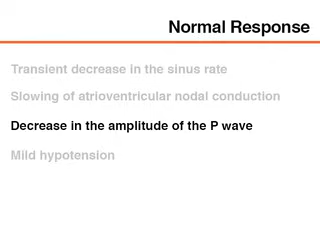 Normal Response
Transient decrease in the sinus rate
Slowing of atrioventricular nodal conduction
Decrease in the amplitude of the P wave
Mild hypotension